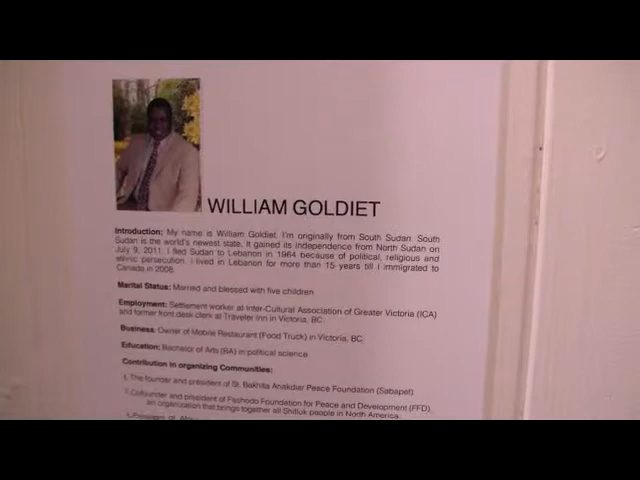 WILLIAM GOLDIET
Introduction: My name is William Goldiet. I'm originally from South Sudan. South
Sudan is the world's newest state. It gained its independence from North Sudan on
July 9, 2011. I fled Sudan to Lebanon in 1984 because of political, religious and
persecution. I lived in Lebanon for more than 15 years till I immigrated to
Canada in 2008.
Marital Status: Married and blessed with five children
Employment: Settlement worker at Inter-Cultural Association of Greater Victoria (ICA)
and former front desk clerk at Traveler Inn in Victoria, BC.
Business: Owner of Mobile Restaurant (Food Truck) in Victoria, BC.
Education: Bachelor of Arts (BA) in political science
Contribution in organizing Communities:
The founder and president of St. Bakhita Peace Foundation (Sabapef)
Cofounder and president of Fashodo Foundation for Peace and Development (FFD)
an organization that brings together all Shilluk people in North America.